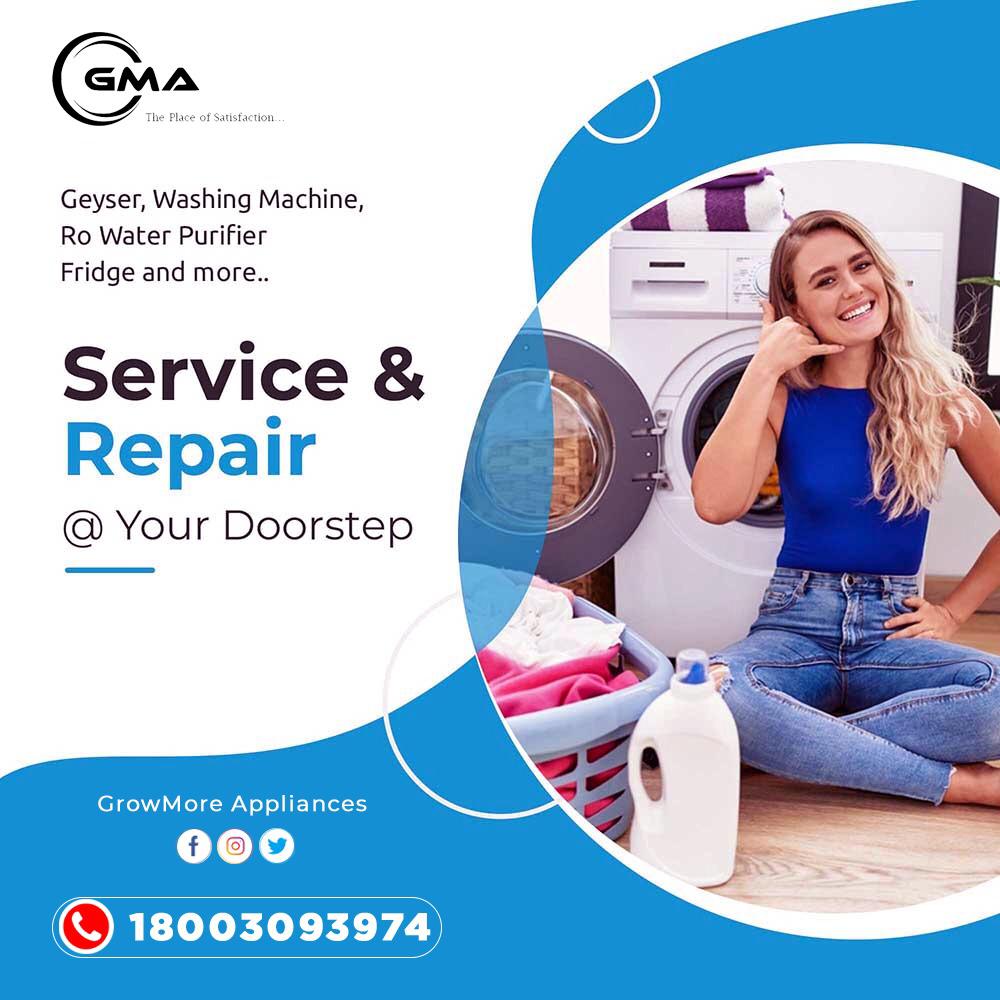 GMA
The Place of Satisfaction...
Geyser, Washing Machine,
Ro Water Purifier
Fridge and more..
Service &
Repair
@ Your Doorstep
GrowMore Appliances
18003093974